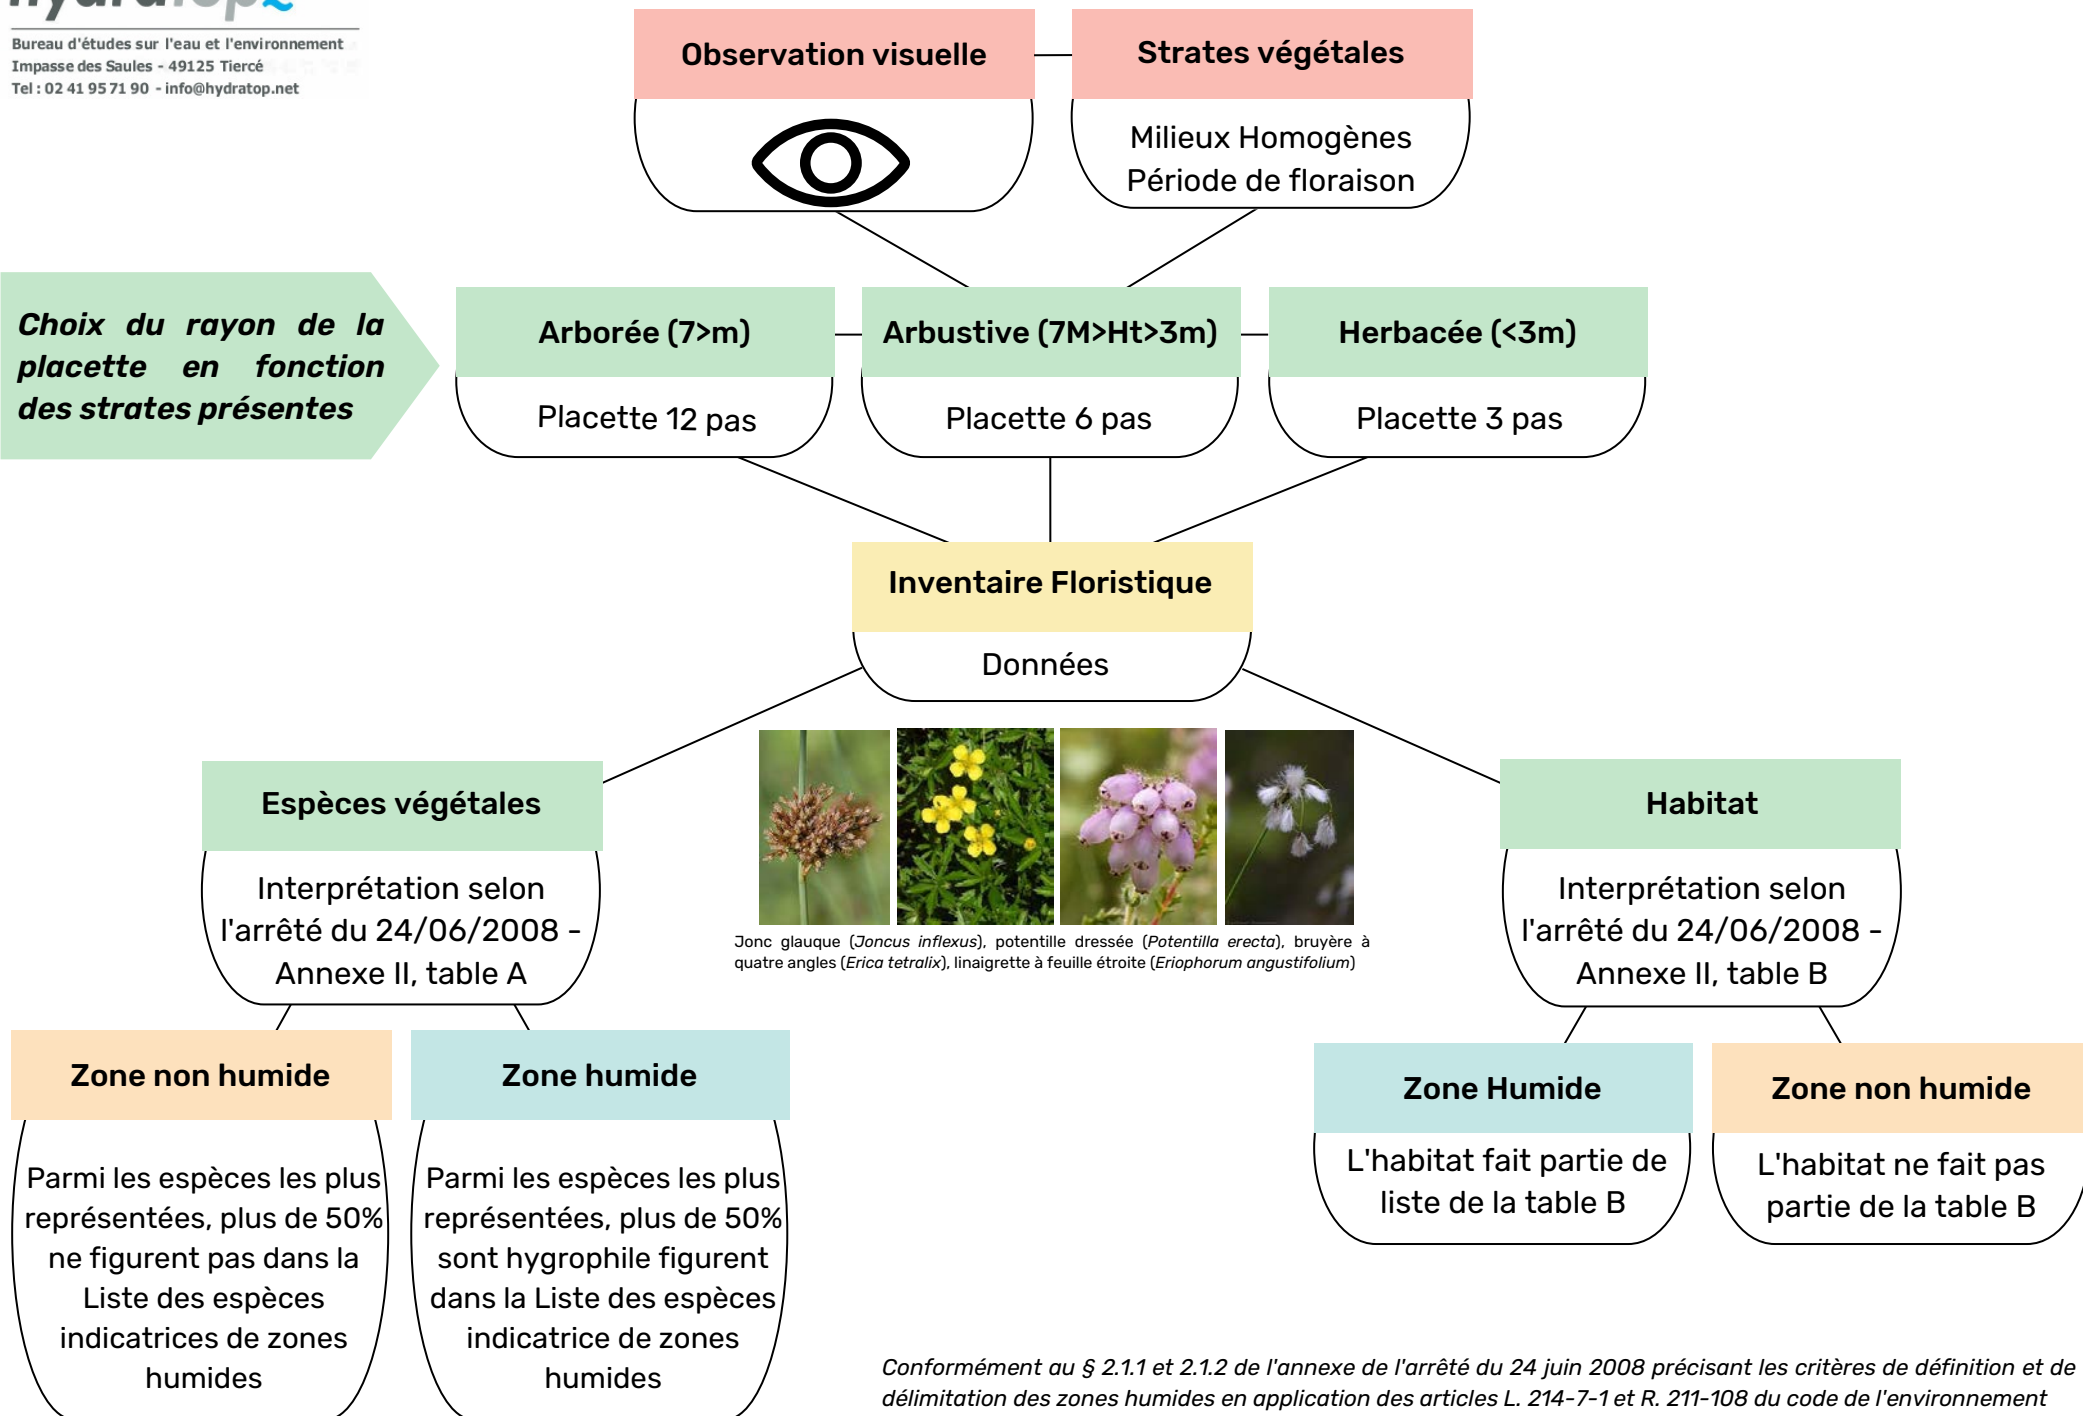 hydratop
Bureau d'études sur l'eau et l'environnement
Impasse des Saules - 49125 Tiercé
Tel : 02 41 95 71 90 - info@hydratop.net
Observation visuelle
Strates végétales
Milieux Homogènes
Période de floraison
Choix du rayon de la
placette en fonction
des strates présentes
Arborée (7>m)
Placette 12 pas
Arbustive (7M>Ht>3m)
Placette 6 pas
Herbacée (<3m)
Placette 3 pas
Inventaire Floristique
Données
Espèces végétales
Interprétation selon
l'arrêté du 24/06/2008 -
Annexe II, table A
Jonc glauque (Joncus inflexus), potentille dressée (Potentilla erecta), bruyère à
quatre angles (Erica tetralix), linaigrette à feuille étroite (Eriophorum angustifolium)
Habitat
Interprétation selon
l'arrêté du 24/06/2008 -
Annexe II, table B
Zone non humide
Parmi les espèces les plus
représentées, plus de 50%
ne figurent pas dans la
Liste des espèces
indicatrices de zones
humides
Zone humide
Parmi les espèces les plus
représentées, plus de 50%
sont hygrophile figurent
dans la Liste des espèces
indicatrice de zones
humides
Zone Humide
L'habitat fait partie de
liste de la table B
Zone non humide
L'habitat ne fait pas
partie de la table B
Conformément au § 2.1.1 et 2.1.2 de l'annexe de l'arrêté du 24 juin 2008 précisant les critères de définition et de
délimitation des zones humides en application des articles L. 214-7-1 et R. 211-108 du code de l'environnement